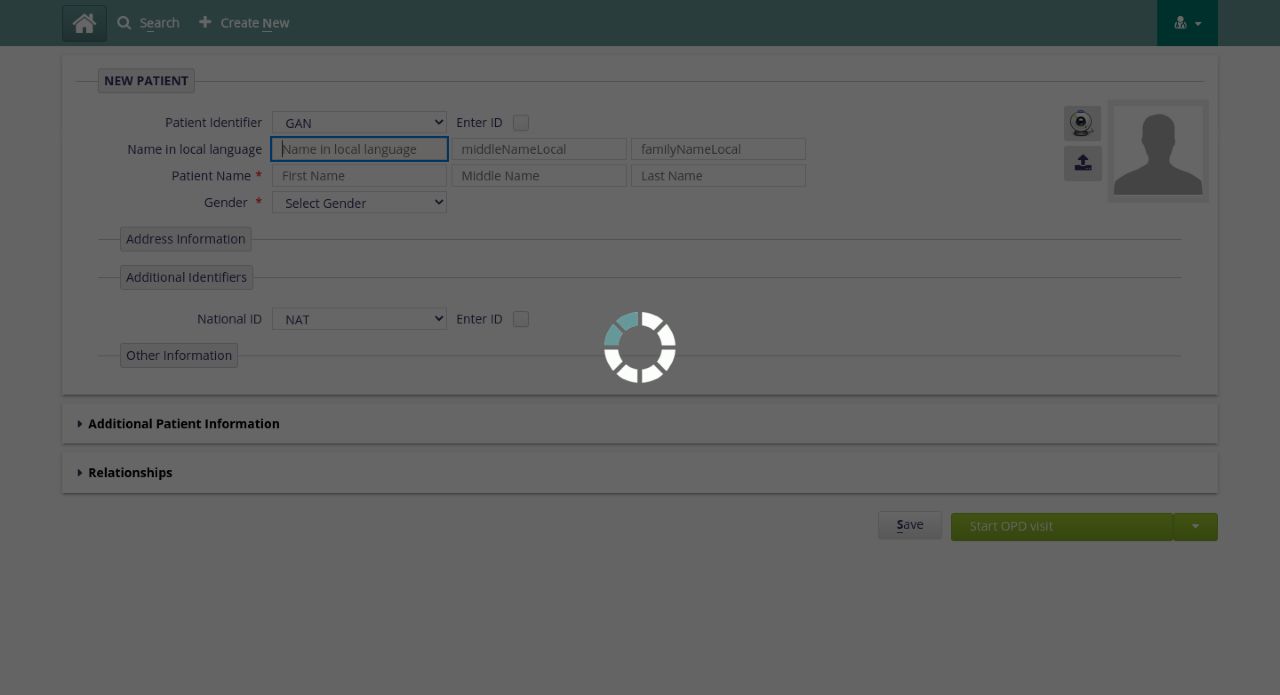 Search Create New
NEW PATIENT
Patient Identifier GAN Enter ID
Name in local language Name in local language middleNameLocal familyNameLocal
Patient Name * First Name Middle Name Last Name
Gender * Select Gender
Address Information
Additional Identifiers
National ID NAT Enter ID
Other Information
Additional Patient Information
Relationships
Save Start OPD visit